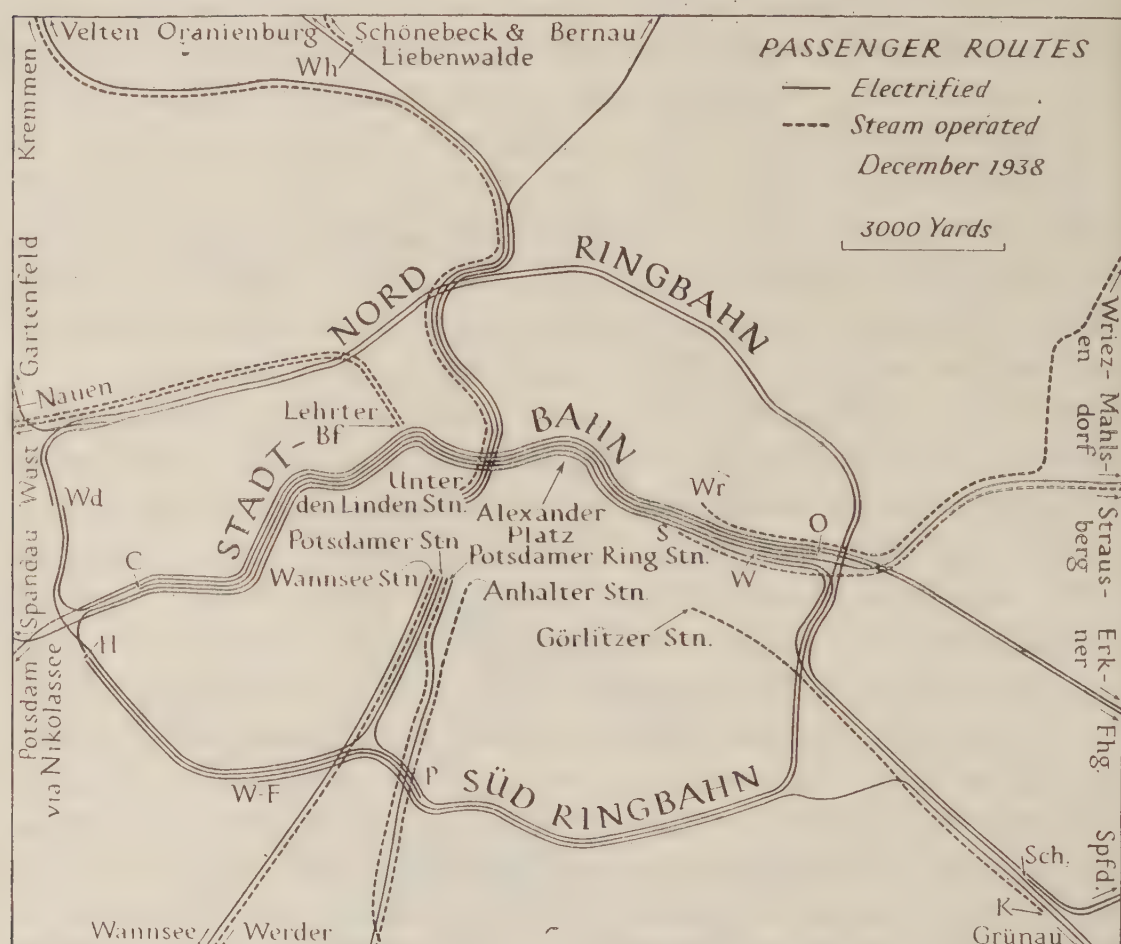 Velten Oranienburg
Schönebeck & Bernau
Liebenwalde
Wh
PASSENGER ROUTES
Electrified
Steam operated
December 1938
3000 Yards
Kremmen
Gartenfeld
NORD
RINGBAHN
Nauen
Wust
Spandau
Wd
Lehrter
Bf
STADT-
BAHN
Unter
den Linden Stn.
Alexander
Platz
Wr
S
W
O
C
Potsdamer Stn
Wannsee Stn
Potsdamer Ring Stn.
Anhalter Stn.
Görlitzer Stn.
H
Potsdam
via Nikolassee
W-F
P
SÜD RINGBAHN
Wriez-
en
Mahls-
dorf
Straus-
berg
Erk-
ner
Fhg.
Spfd.
Sch.
K
Grünau
Wannsee
Werder